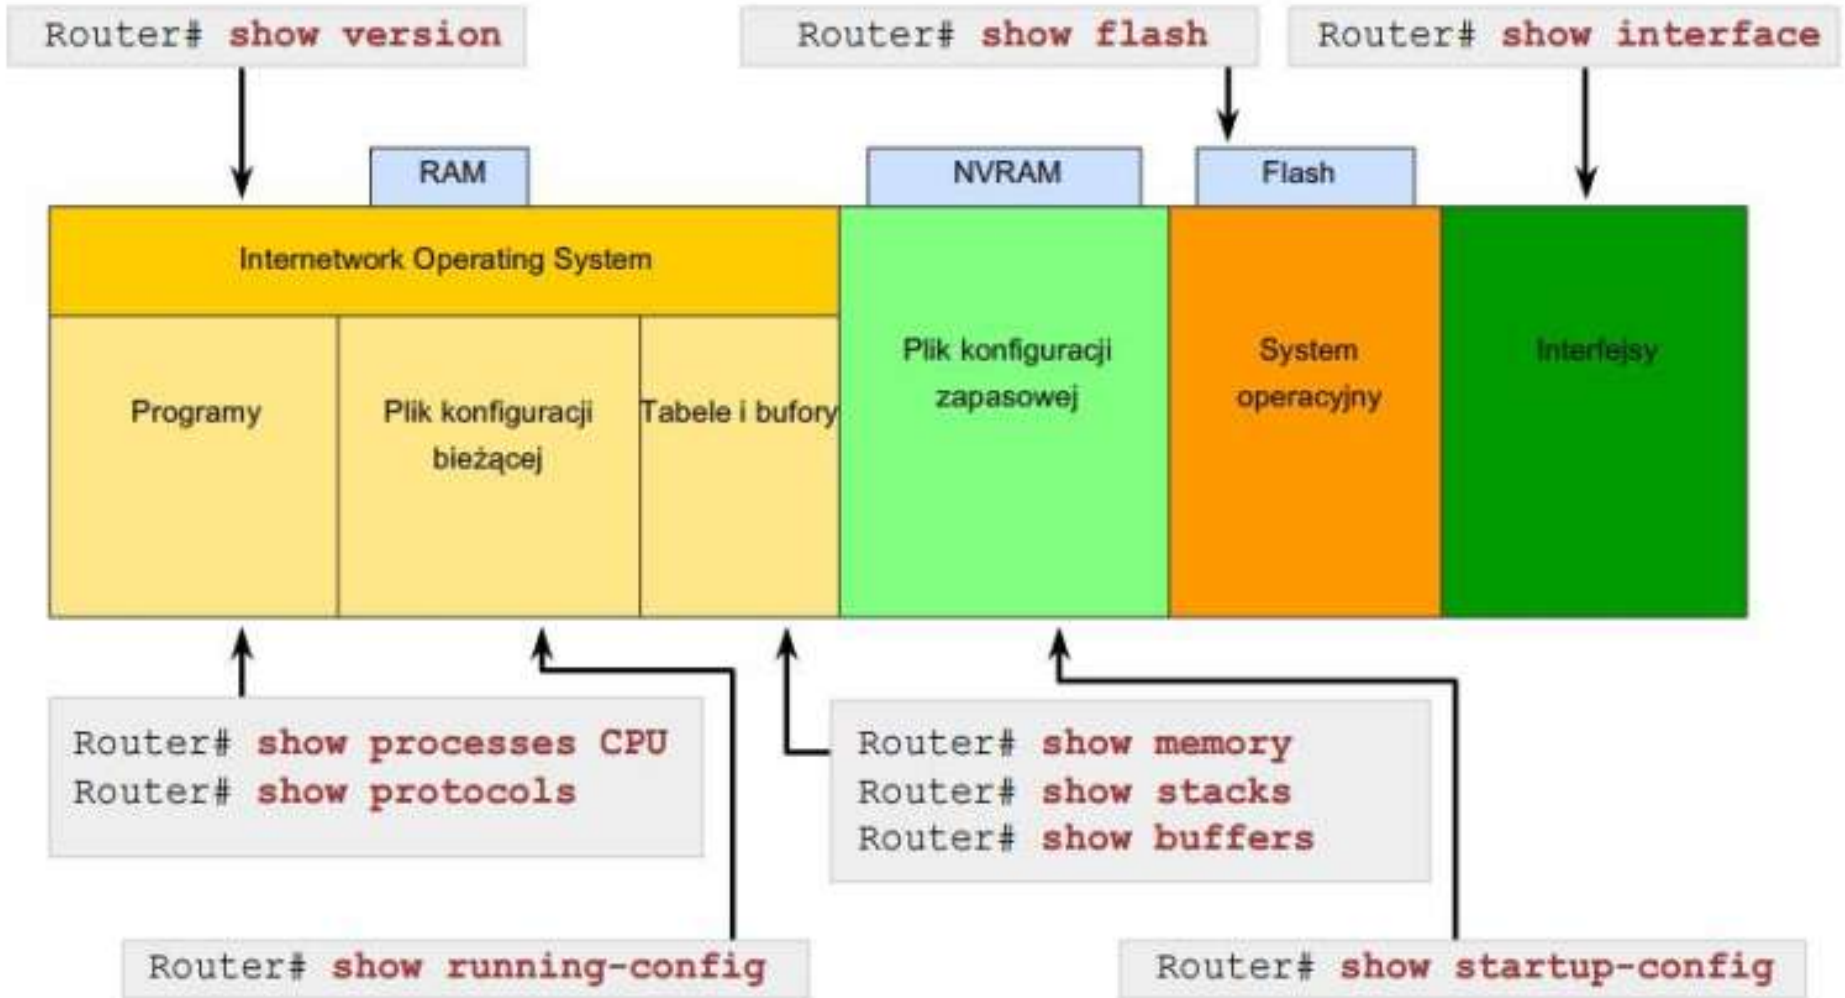 Router# show version
Router# show flash
Router# show interface
RAM
NVRAM
Flash
Internetwork Operating System
Programy
Plik konfiguracji
bieżącej
Tabele i bufory
Plik konfiguracji
zapasowej
System
operacyjny
Interfejsy
Router# show processes CPU
Router# show protocols
Router# show memory
Router# show stacks
Router# show buffers
Router# show running-config
Router# show startup-config